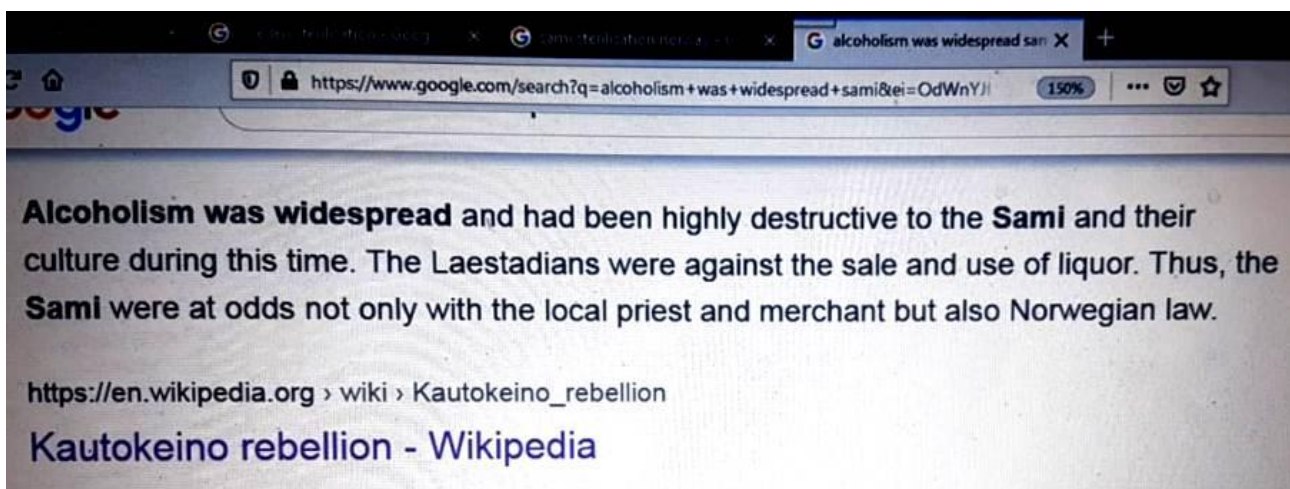 alcoholism was widespread sam
https://www.google.com/search?q=alcoholism+was+widespread+sami&ei=OdWnYJ
150%
Alcoholism was widespread and had been highly destructive to the Sami and their
culture during this time. The Laestadians were against the sale and use of liquor. Thus, the
Sami were at odds not only with the local priest and merchant but also Norwegian law.
https://en.wikipedia.org › wiki › Kautokeino_rebellion
Kautokeino rebellion - Wikipedia